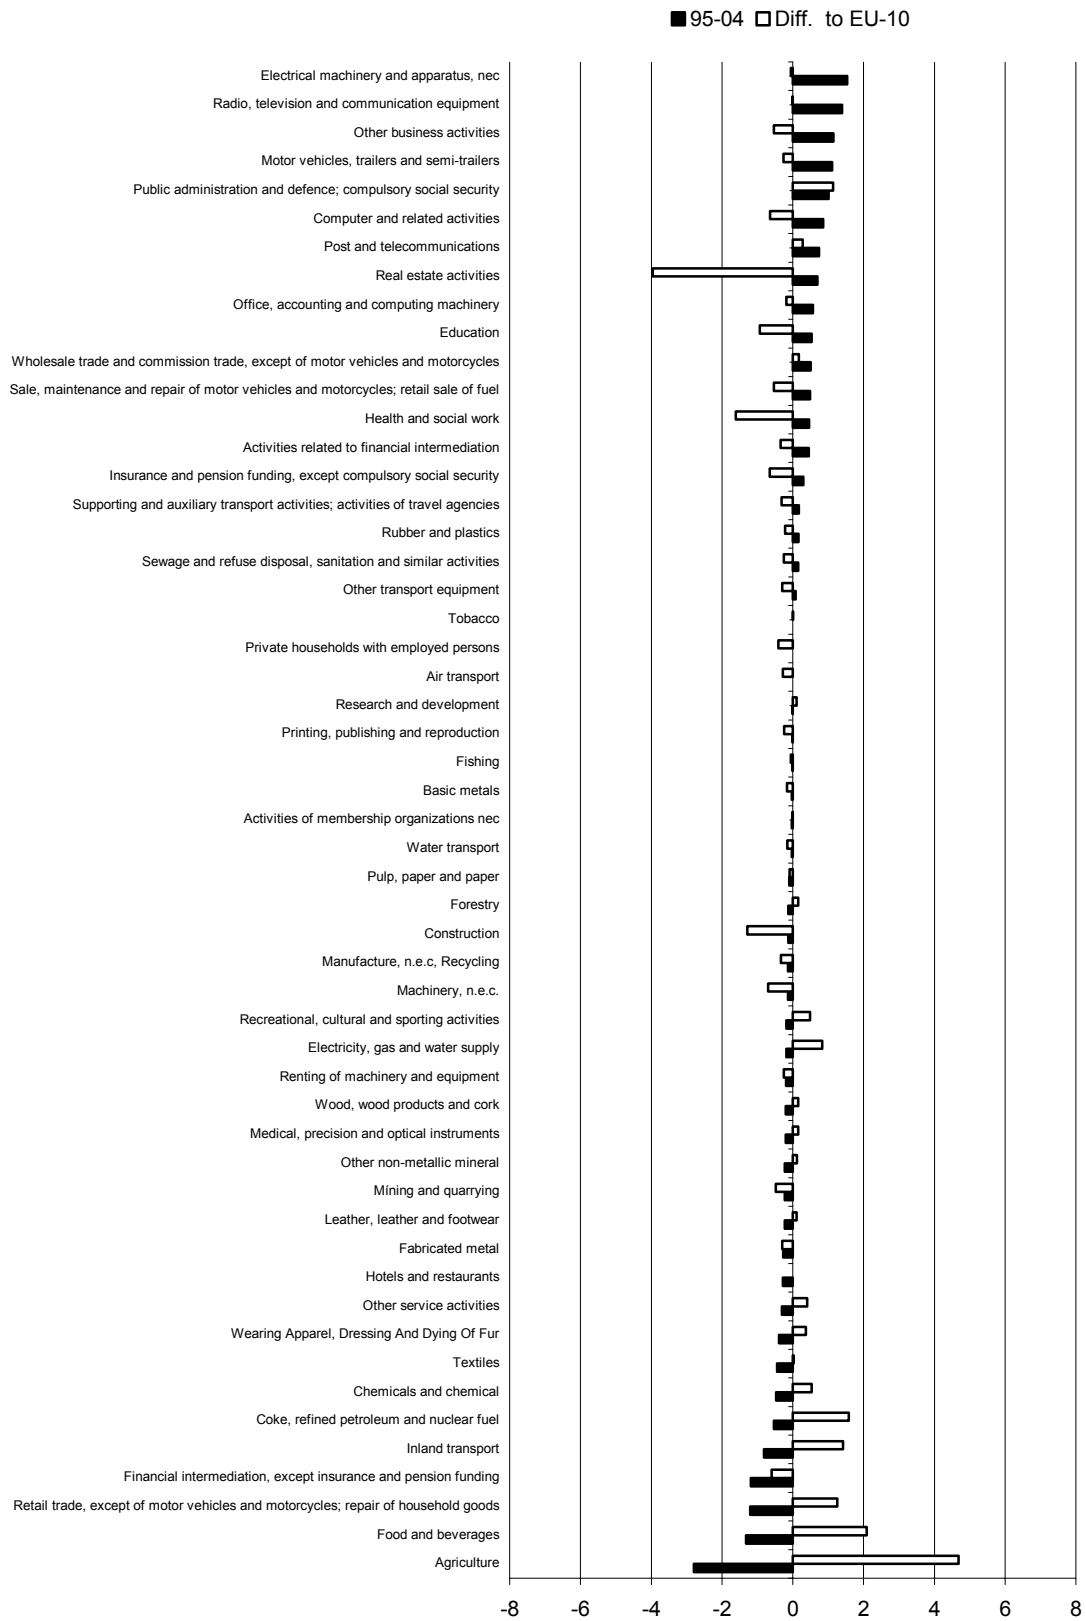 95-04 Diff. to EU-10
Electrical machinery and apparatus, nec
Radio, television and communication equipment
Other business activities
Motor vehicles, trailers and semi-trailers
Public administration and defence; compulsory social security
Computer and related activities
Post and telecommunications
Real estate activities
Office, accounting and computing machinery
Education
Wholesale trade and commission trade, except of motor vehicles and motorcycles
Sale, maintenance and repair of motor vehicles and motorcycles; retail sale of fuel
Health and social work
Activities related to financial intermediation
Insurance and pension funding, except compulsory social security
Supporting and auxiliary transport activities; activities of travel agencies
Rubber and plastics
Sewage and refuse disposal, sanitation and similar activities
Other transport equipment
Tobacco
Private households with employed persons
Air transport
Research and development
Printing, publishing and reproduction
Fishing
Basic metals
Activities of membership organizations nec
Water transport
Pulp, paper and paper
Forestry
Construction
Manufacture, n.e.c, Recycling
Machinery, n.e.c.
Recreational, cultural and sporting activities
Electricity, gas and water supply
Renting of machinery and equipment
Wood, wood products and cork
Medical, precision and optical instruments
Other non-metallic mineral
Míning and quarrying
Leather, leather and footwear
Fabricated metal
Hotels and restaurants
Other service activities
Wearing Apparel, Dressing And Dying Of Fur
Textiles
Chemicals and chemical
Coke, refined petroleum and nuclear fuel
Inland transport
Financial intermediation, except insurance and pension funding
Retail trade, except of motor vehicles and motorcycles; repair of household goods
Food and beverages
Agriculture
-8 -6 -4 -2 0 2 4 6 8